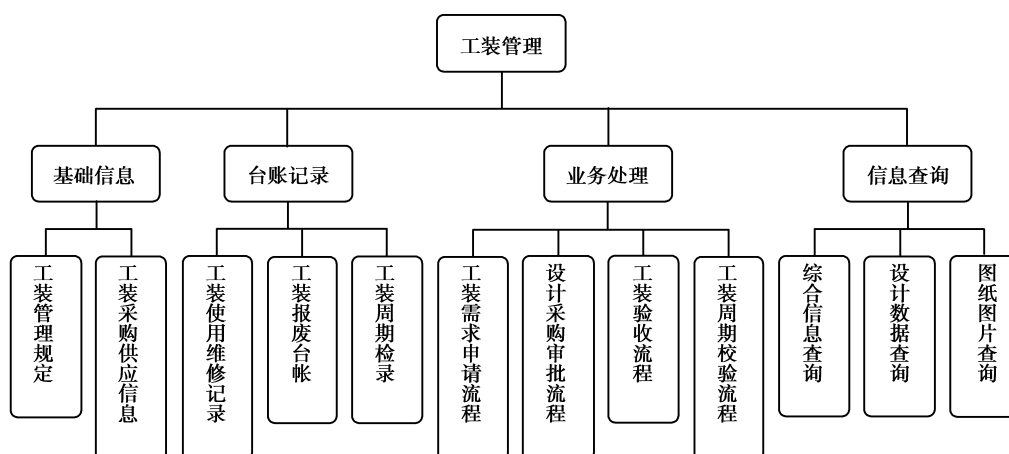 工装管理
基础信息
台账记录
业务处理
信息查询
工装管理规定
工装采购供应信息
工装使用维修记录
工装报废台帐
工装周期检录
工装需求申请流程
设计采购审批流程
工装验收流程
工装周期校验流程
综合信息查询
设计数据查询
图纸图片查询